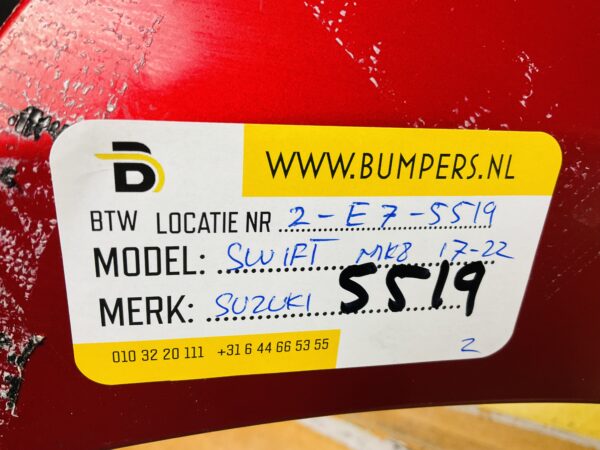 WWW.BUMPERS.NL
BTW LOCATIE NR 2-E7-5519
MODEL: SWIFT MK8 17-22
MERK: SUZUKI 5519
010 32 20 111 +31 6 44 66 53 55
2